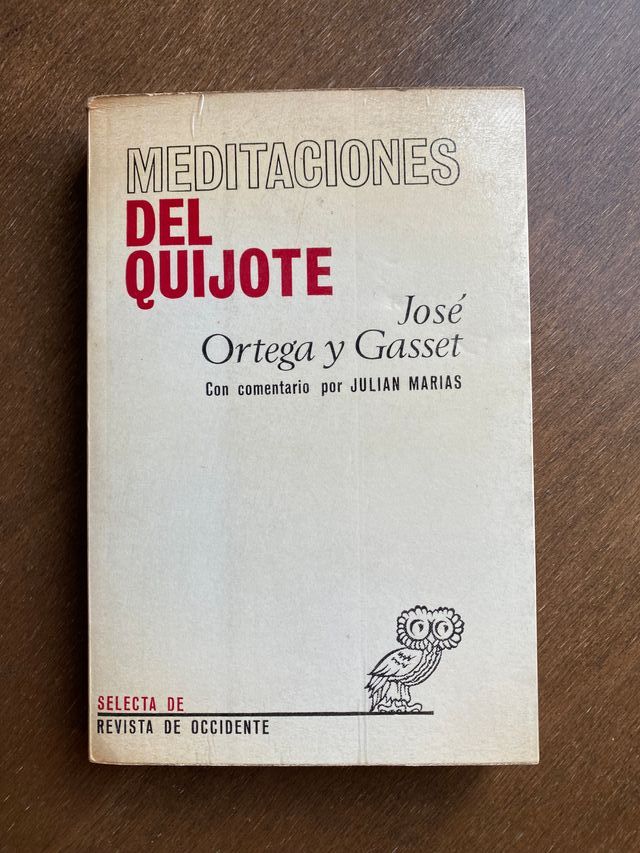 MEDITACIONES
DEL
QUIJOTE
José
Ortega y Gasset
Con comentario por JULIAN MARIAS
SELECTA DE
REVISTA DE OCCIDENTE